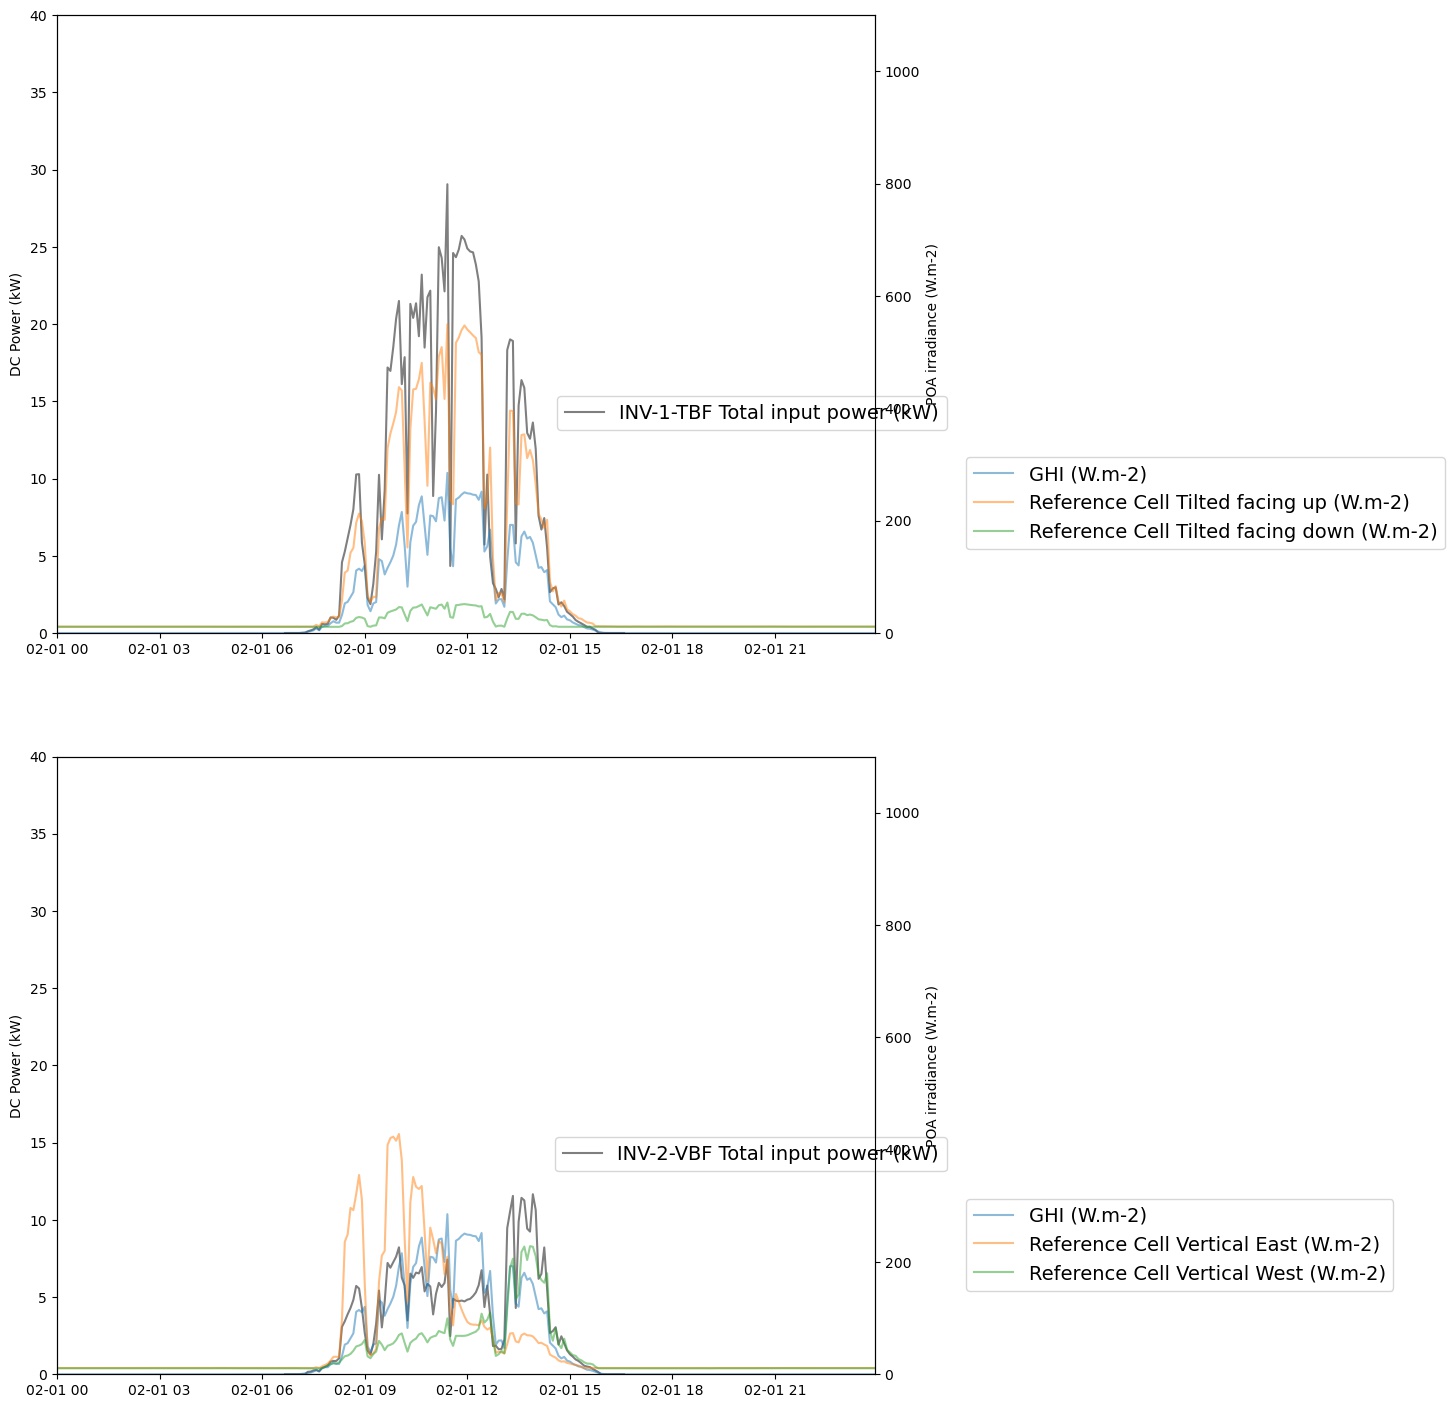 40
35
30
25
20
15
10
5
0
DC Power (kW)
1000
800
600
400
200
0
POA irradiance (W.m-2)
INV-1-TBF Total input power (kW)
GHI (W.m-2)
Reference Cell Tilted facing up (W.m-2)
Reference Cell Tilted facing down (W.m-2)
02-01 00 02-01 03 02-01 06 02-01 09 02-01 12 02-01 15 02-01 18 02-01 21
40
35
30
25
20
15
10
5
0
DC Power (kW)
1000
800
600
400
200
0
POA irradiance (W.m-2)
INV-2-VBF Total input power (kW)
GHI (W.m-2)
Reference Cell Vertical East (W.m-2)
Reference Cell Vertical West (W.m-2)
02-01 00 02-01 03 02-01 06 02-01 09 02-01 12 02-01 15 02-01 18 02-01 21